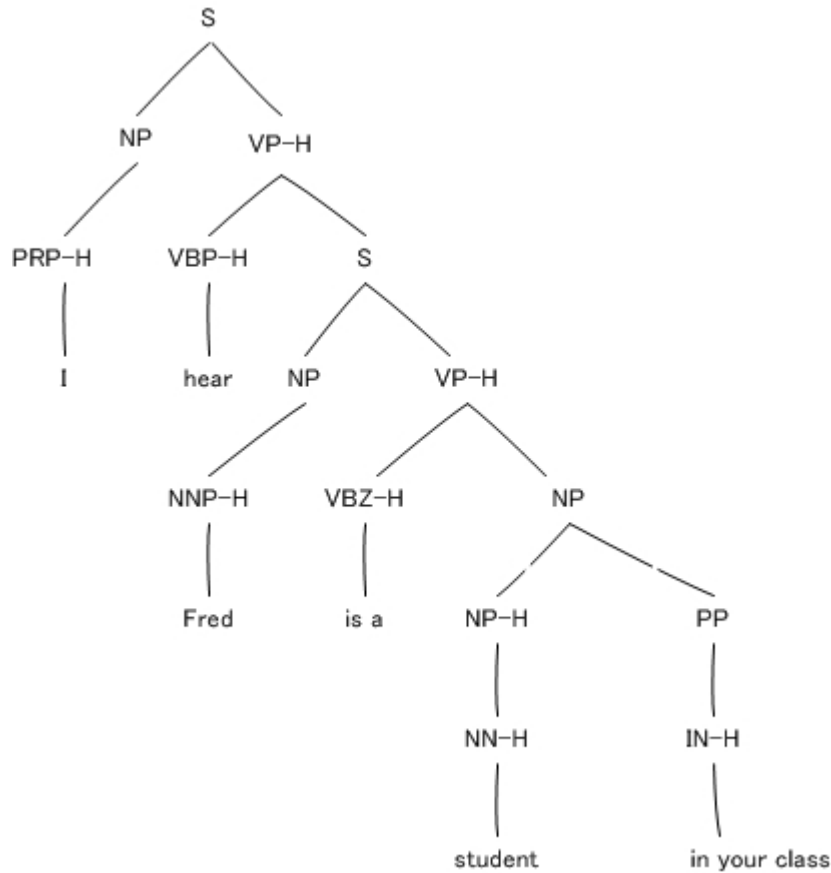 S
NP VP-H
PRP-H VBP-H S
I hear NP VP-H
NNP-H VBZ-H NP
Fred is a NP-H PP
NN-H IN-H
student in your class